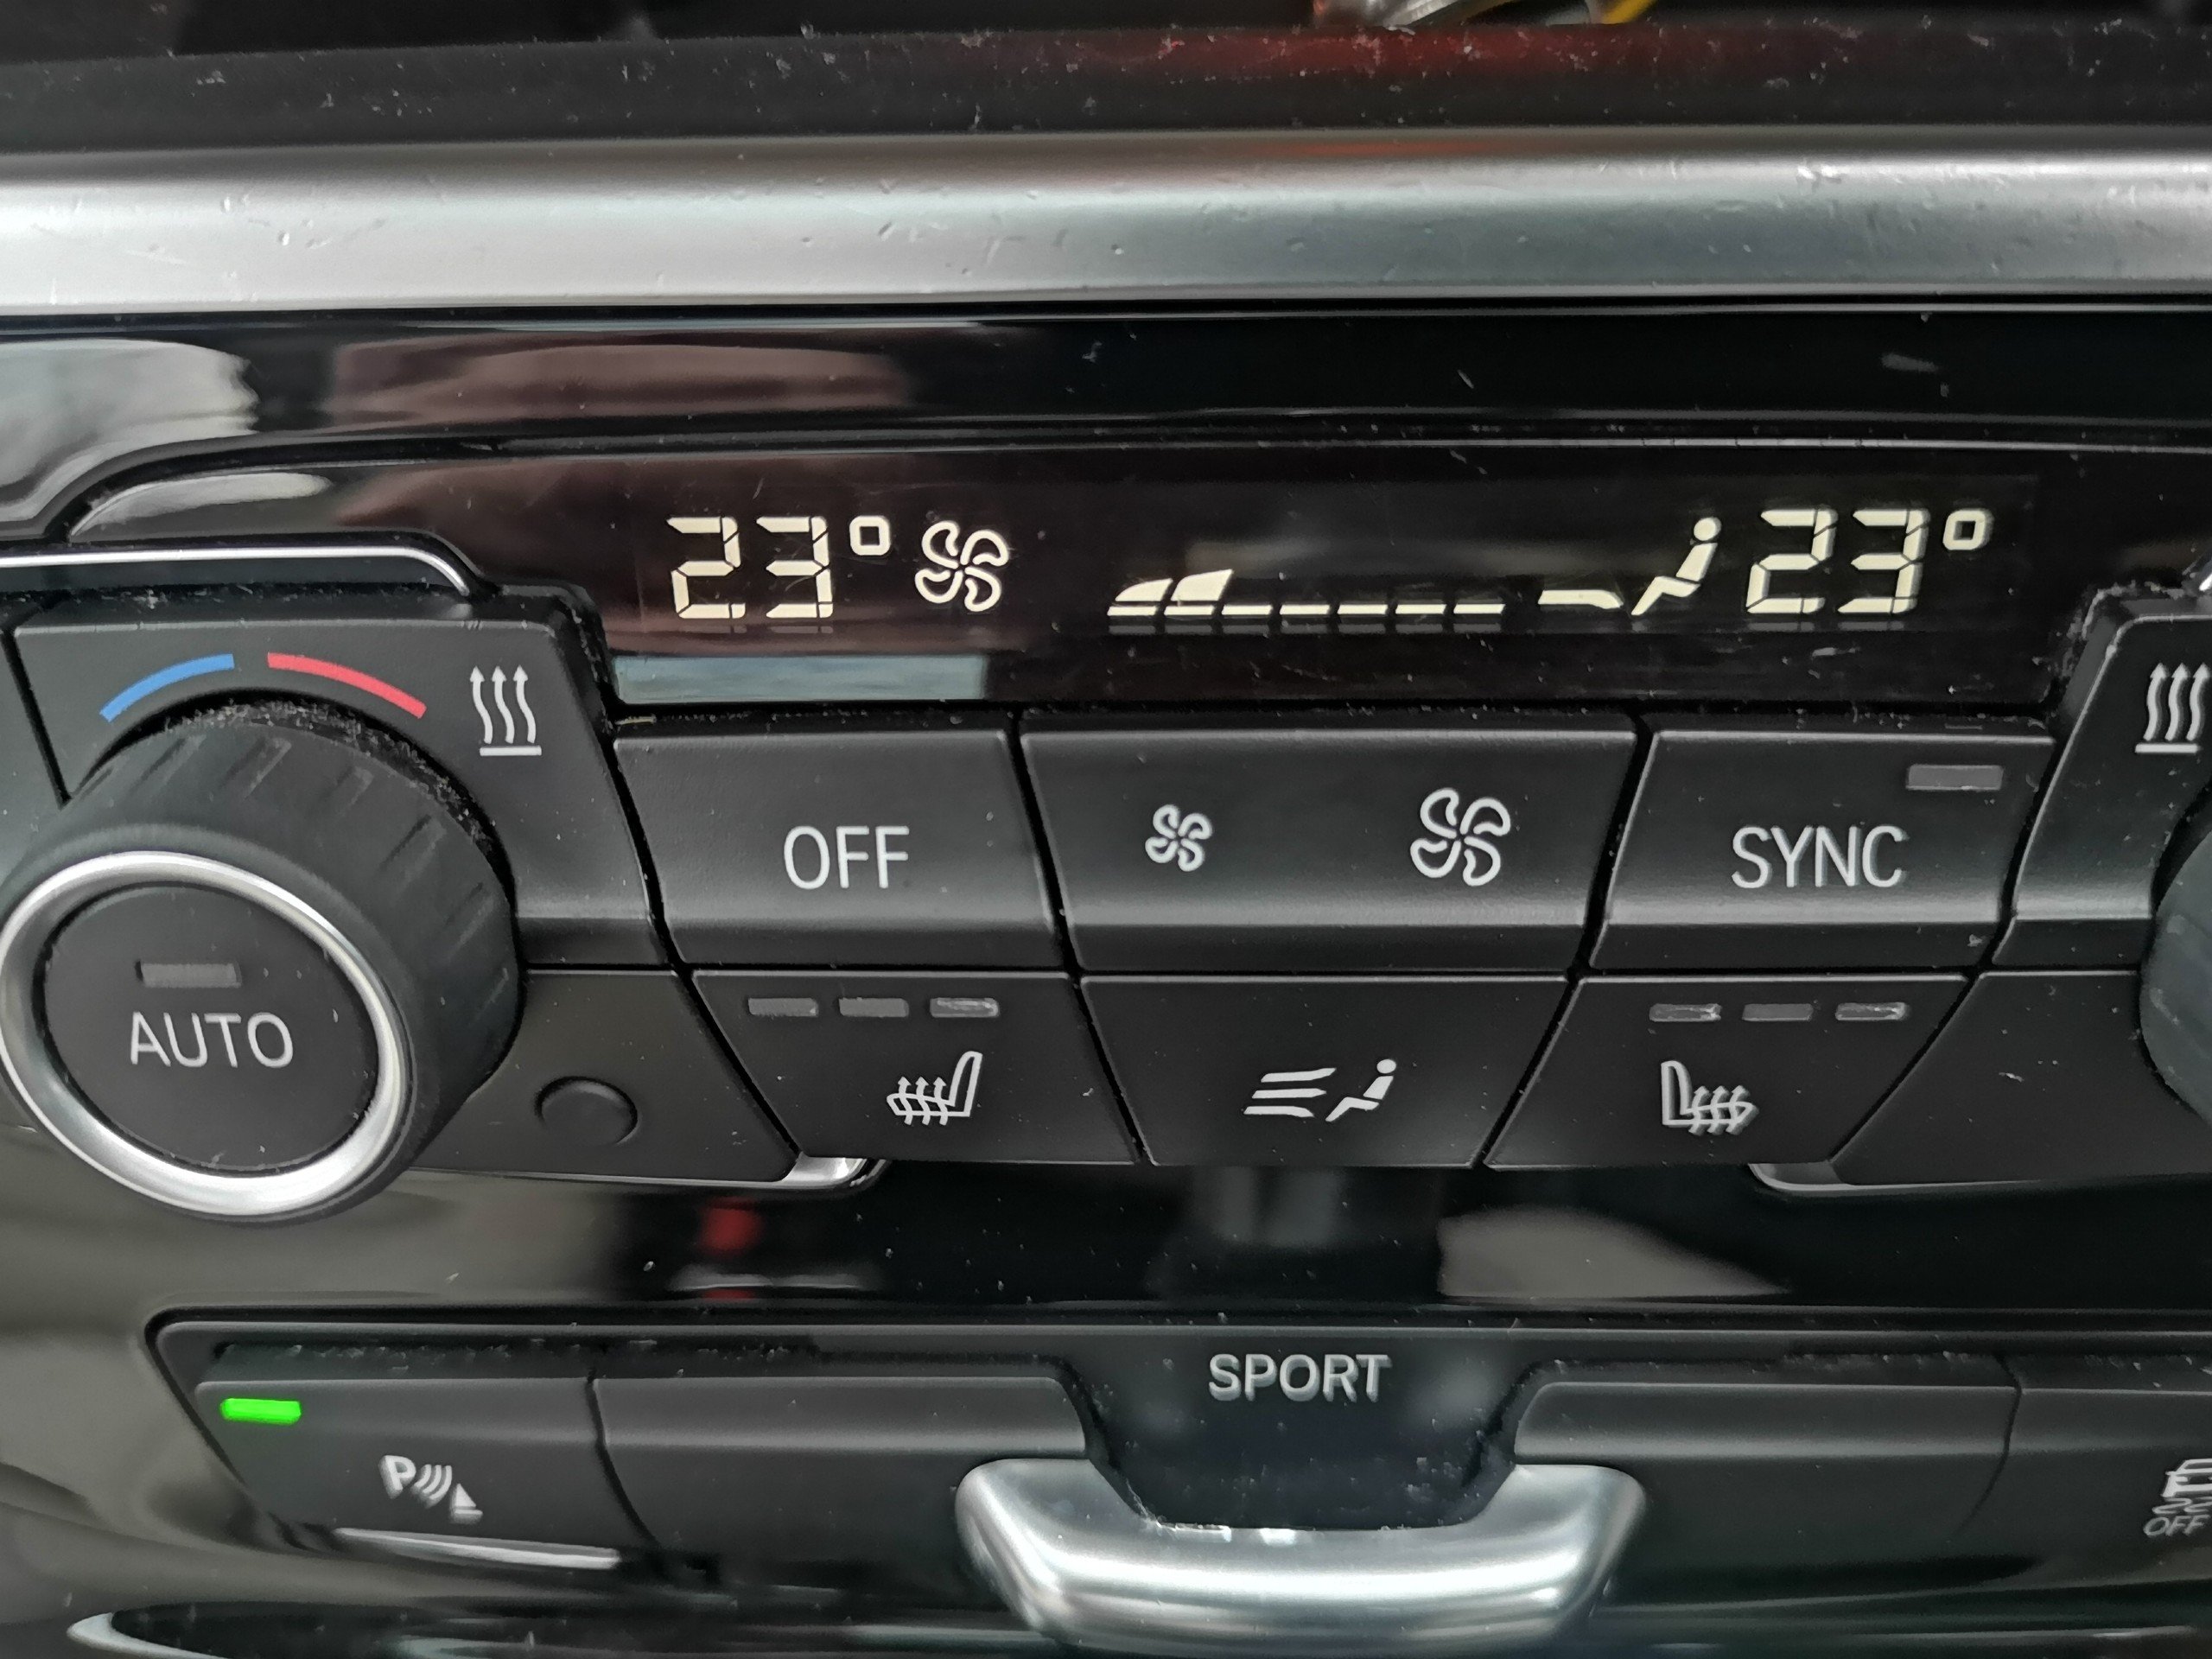 23° 23°
OFF SYNC
AUTO
SPORT
P
OFF